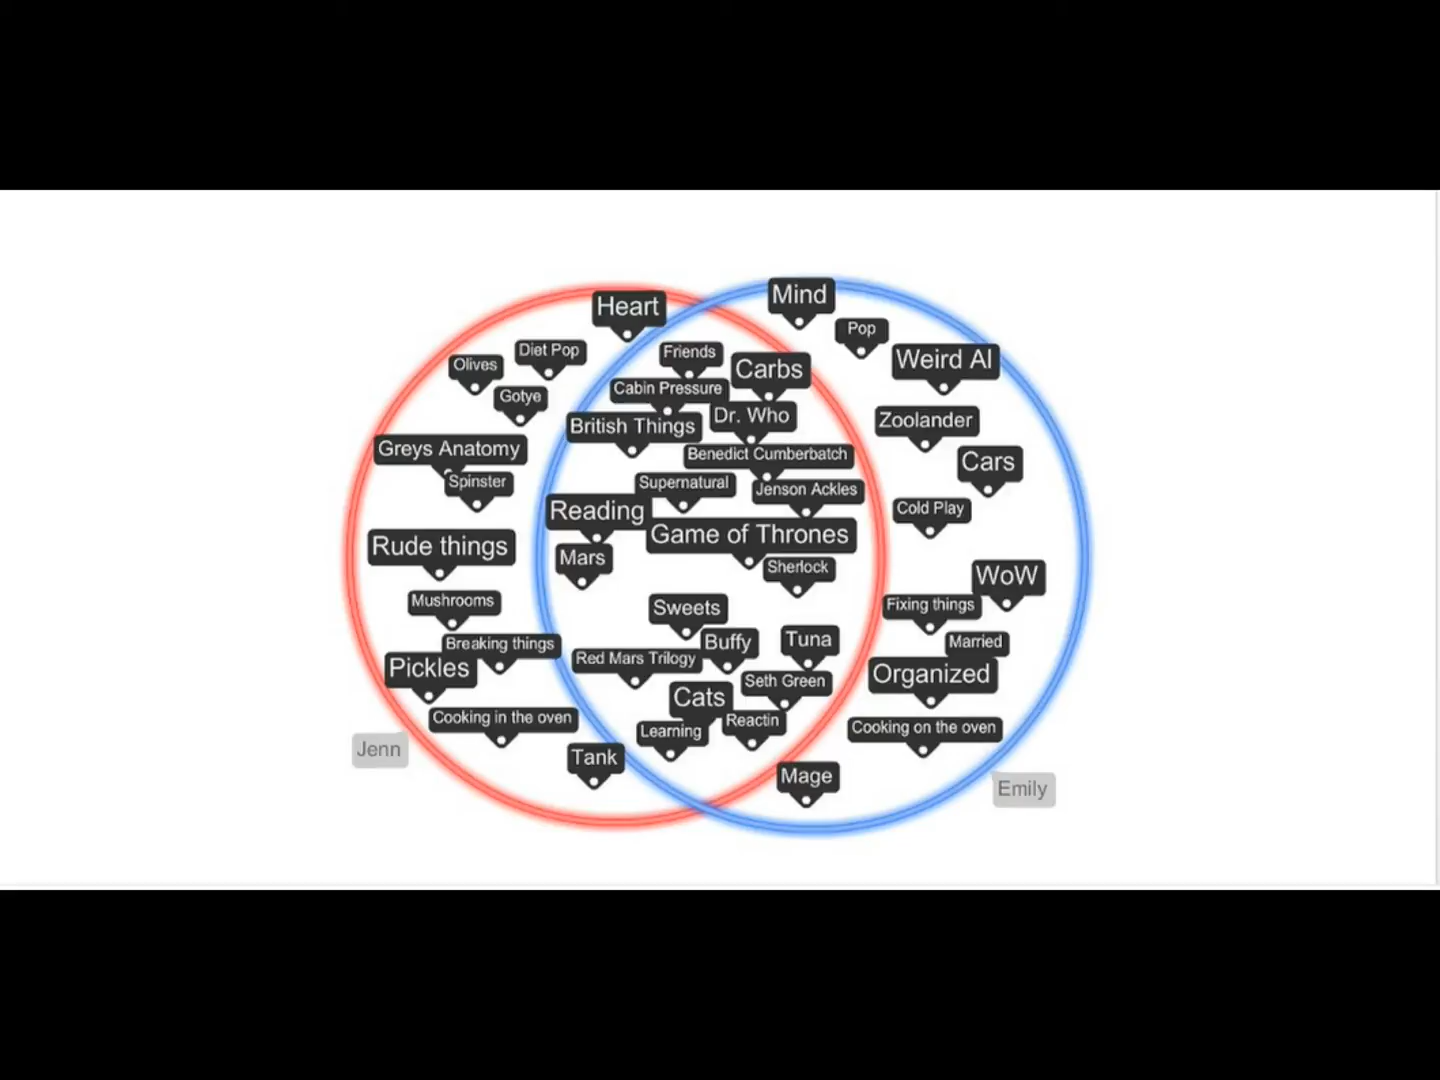 Heart
Mind
Pop
Diet Pop
Friends
Weird Al
Olives
Carbs
Cabin Pressure
Gotye
Dr. Who
Zoolander
British Things
Greys Anatomy
Benedict Cumberbatch
Cars
Spinster
Supernatural
Jenson Ackles
Reading
Cold Play
Game of Thrones
Rude things
Mars
Sherlock
WoW
Mushrooms
Sweets
Fixing things
Breaking things
Buffy
Tuna
Married
Pickles
Red Mars Trilogy
Organized
Seth Green
Cats
Cooking in the oven
Learning
Reactin
Cooking on the oven
Jenn
Tank
Mage
Emily